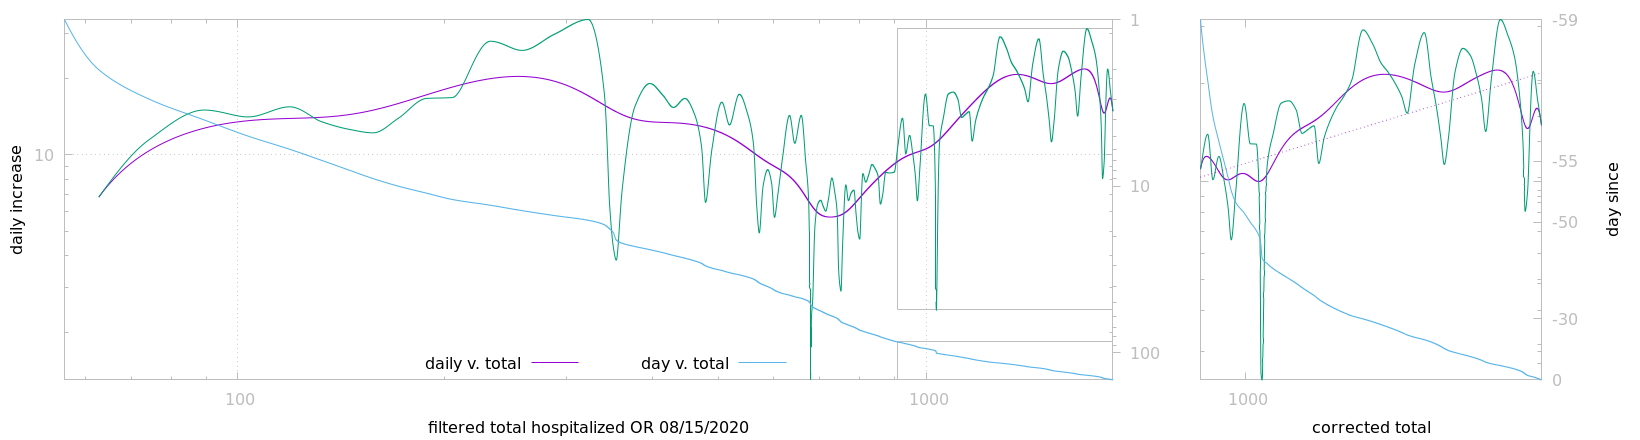 1
-59
10
daily increase
-55
10
-50
day since
-30
daily v. total
day v. total
100
0
100
1000
1000
filtered total hospitalized OR 08/15/2020
corrected total